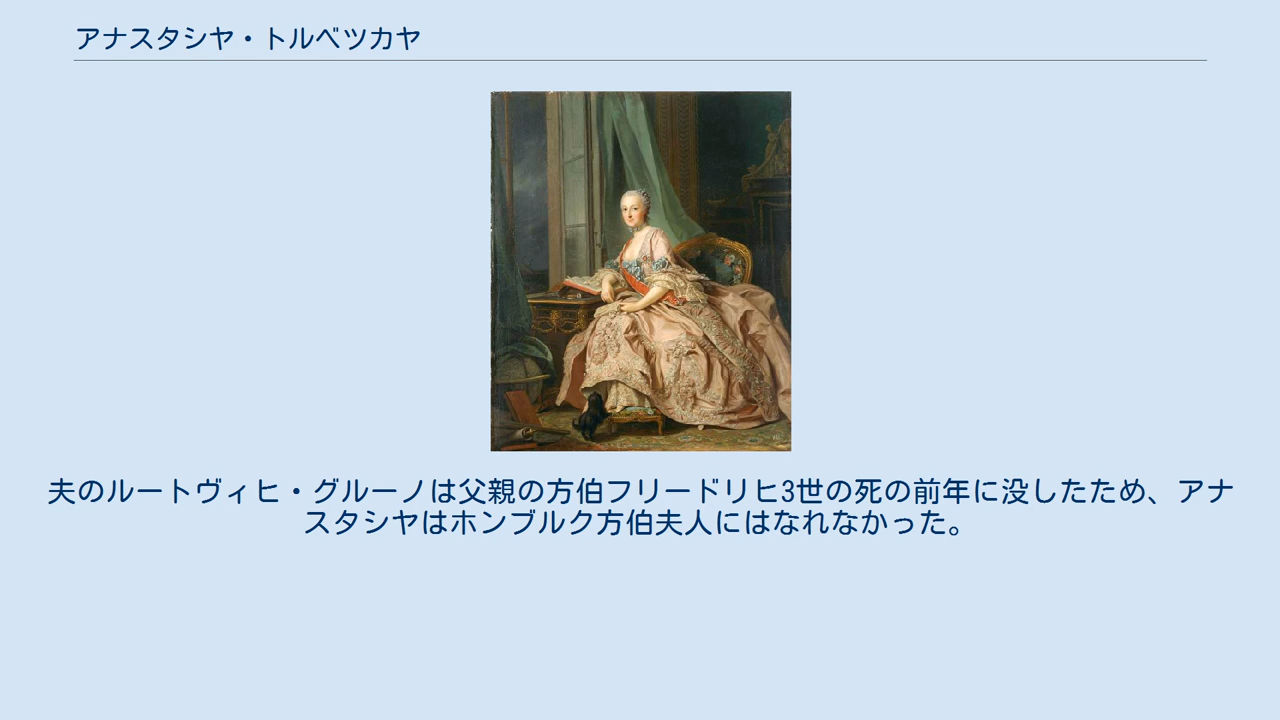 アナスタシヤ・トルベツカヤ
夫のルートヴィヒ・グルーノは父親の方伯フリードリヒ3世の死の前年に没したため、アナ
スタシヤはホンブルク方伯夫人にはなれなかった。